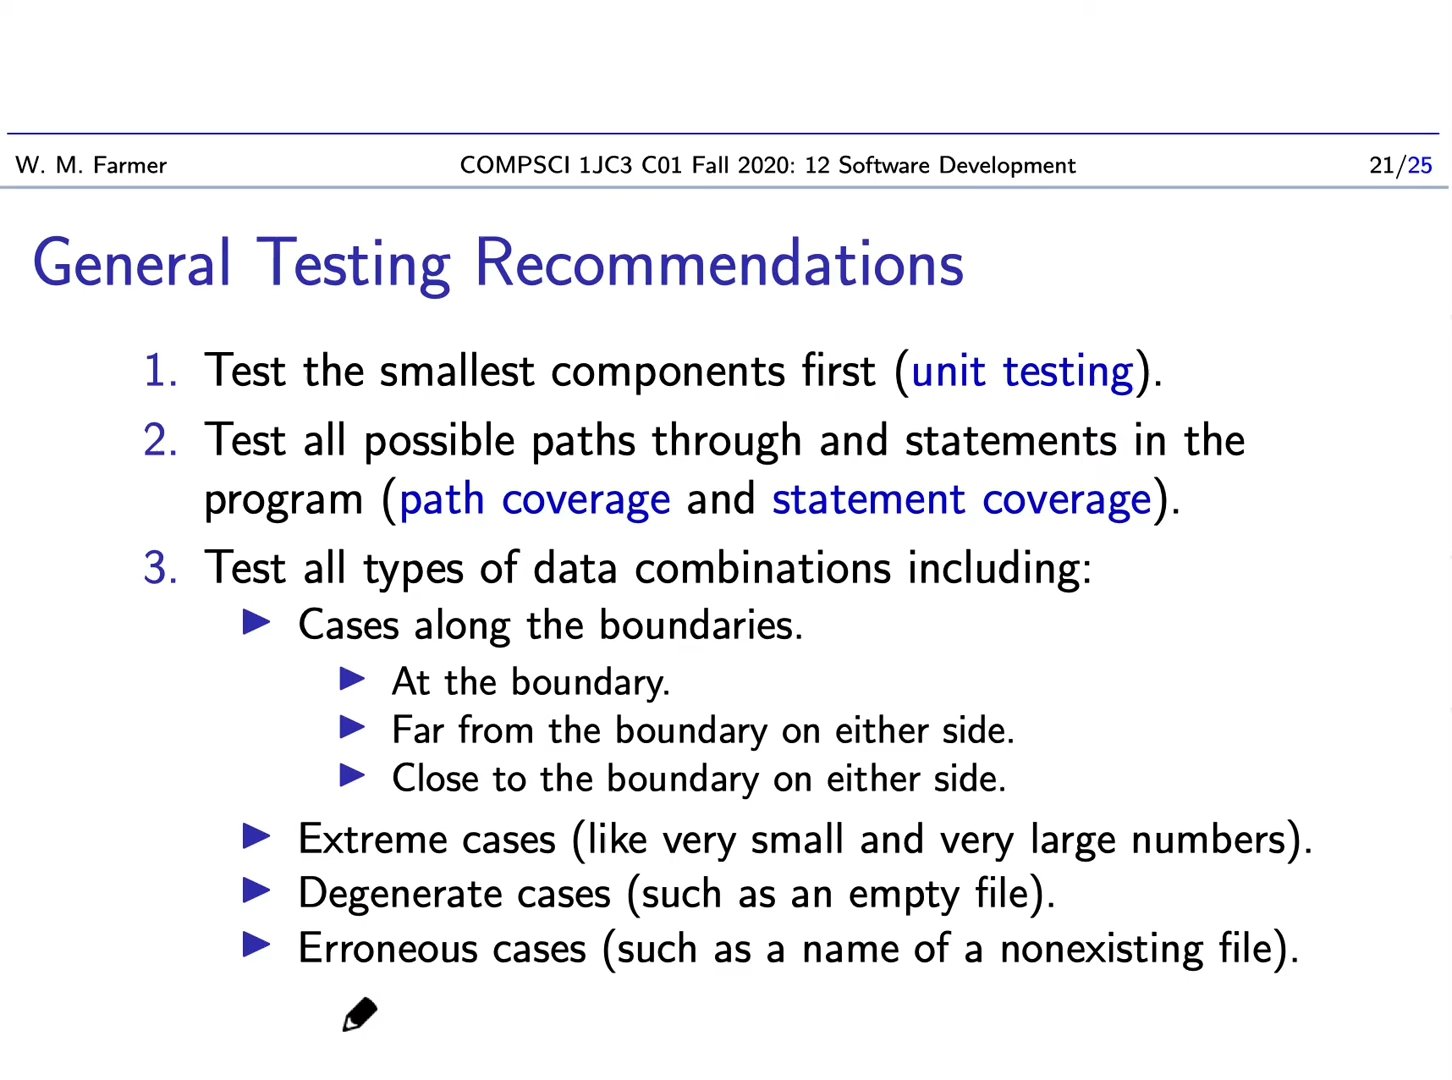 W. M. Farmer COMPSCI 1JC3 C01 Fall 2020: 12 Software Development 21/25
General Testing Recommendations
1. Test the smallest components first (unit testing).
2. Test all possible paths through and statements in the
program (path coverage and statement coverage).
3. Test all types of data combinations including:
▶ Cases along the boundaries.
▶ At the boundary.
▶ Far from the boundary on either side.
▶ Close to the boundary on either side.
▶ Extreme cases (like very small and very large numbers).
▶ Degenerate cases (such as an empty file).
▶ Erroneous cases (such as a name of a nonexisting file).